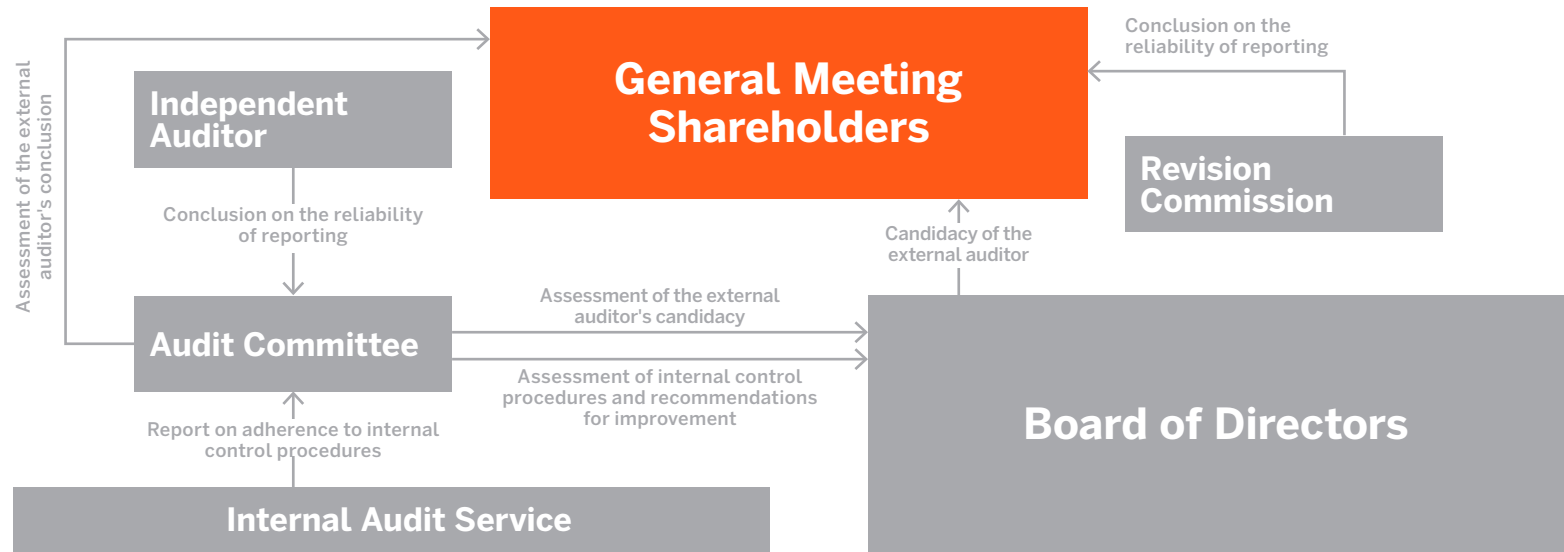 Assessment of the external
auditor's conclusion
Independent
Auditor
General Meeting
Shareholders
Conclusion on the
reliability of reporting
Revision
Commission
Conclusion on the reliability
of reporting
Candidacy of the
external auditor
Audit Committee
Assessment of the external
auditor's candidacy
Assessment of internal control
procedures and recommendations
for improvement
Board of Directors
Report on adherence to internal
control procedures
Internal Audit Service